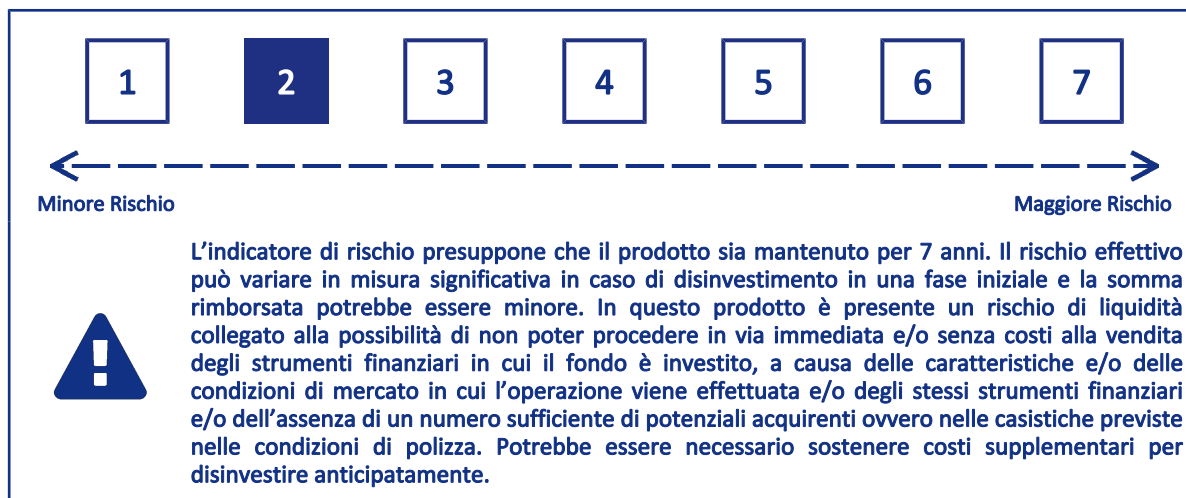 1 2 3 4 5 6 7
Minore Rischio Maggiore Rischio
L'indicatore di rischio presuppone che il prodotto sia mantenuto per 7 anni. Il rischio effettivo
può variare in misura significativa in caso di disinvestimento in una fase iniziale e la somma
rimborsata potrebbe essere minore. In questo prodotto è presente un rischio di liquidità
collegato alla possibilità di non poter procedere in via immediata e/o senza costi alla vendita
degli strumenti finanziari in cui il fondo è investito, a causa delle caratteristiche e/o delle
condizioni di mercato in cui l'operazione viene effettuata e/o degli stessi strumenti finanziari
e/o dell'assenza di un numero sufficiente di potenziali acquirenti ovvero nelle casistiche previste
nelle condizioni di polizza. Potrebbe essere necessario sostenere costi supplementari per
disinvestire anticipatamente.